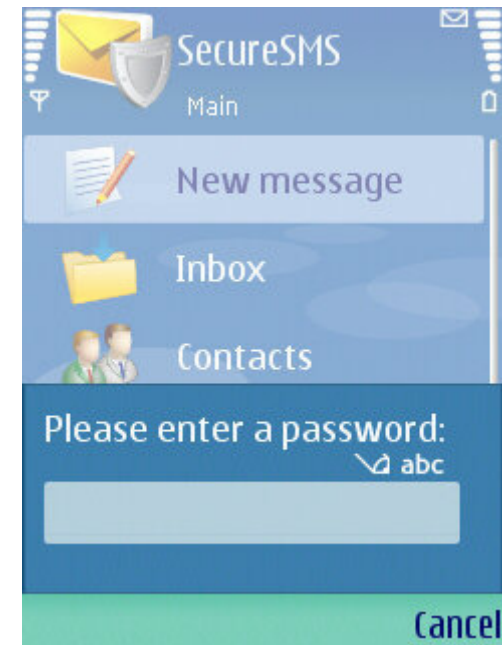 SecureSMS
Main
New message
Inbox
Contacts
Please enter a password:
abc
Cancel